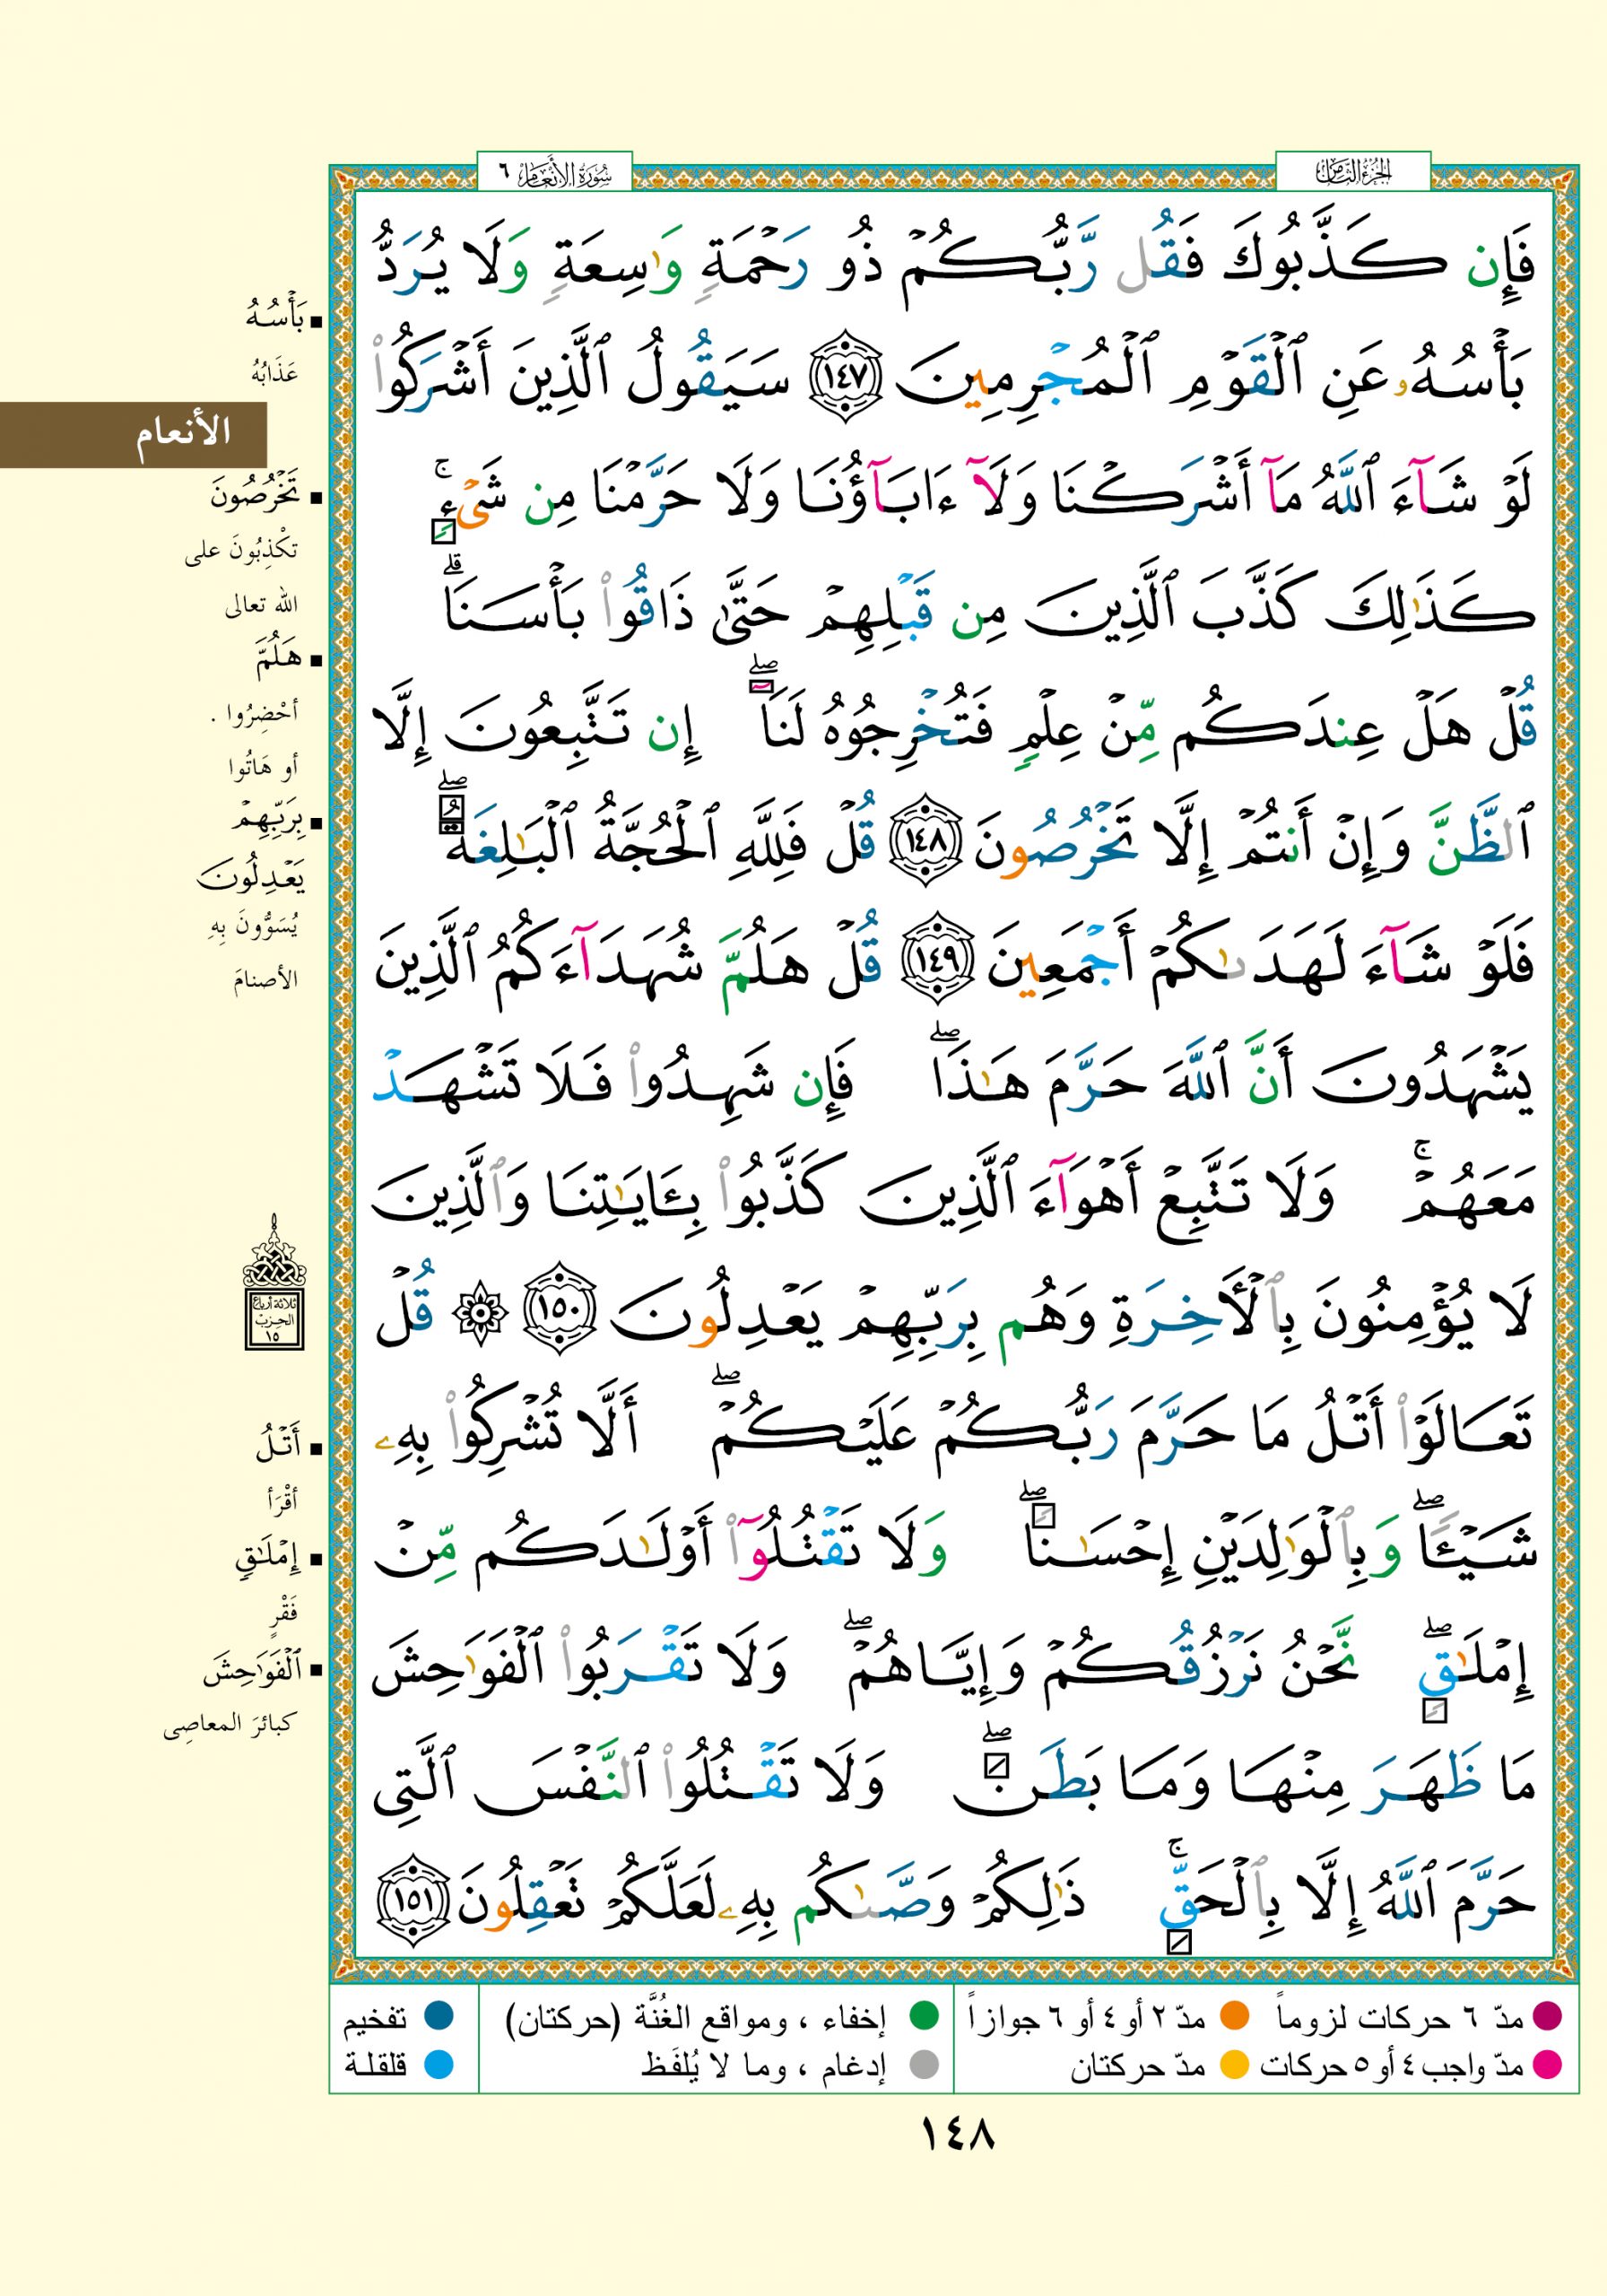 الجزء الثامن
سورة الأنعام ٦
فَإِن كَذَّبُوكَ فَقُل رَّبُّكُمْ ذُو رَحْمَةٍ وَٰسِعَةٍ وَلَا يُرَدُّ
بَأْسُهُۥ عَنِ ٱلْقَوْمِ ٱلْمُجْرِمِينَ ١٤٧ سَيَقُولُ ٱلَّذِينَ أَشْرَكُوا۟
لَوْ شَآءَ ٱللَّهُ مَآ أَشْرَكْنَا وَلَآ ءَابَآؤُنَا وَلَا حَرَّمْنَا مِن شَىْءٍ ۚ
كَذَٰلِكَ كَذَّبَ ٱلَّذِينَ مِن قَبْلِهِمْ حَتَّىٰ ذَاقُوا۟ بَأْسَنَا ۗ
قُلْ هَلْ عِندَكُم مِّنْ عِلْمٍ فَتُخْرِجُوهُ لَنَآ ۖ إِن تَتَّبِعُونَ إِلَّا
ٱلظَّنَّ وَإِنْ أَنتُمْ إِلَّا تَخْرُصُونَ ١٤٨ قُلْ فَلِلَّهِ ٱلْحُجَّةُ ٱلْبَٰلِغَةُ ۖ
فَلَوْ شَآءَ لَهَدَىٰكُمْ أَجْمَعِينَ ١٤٩ قُلْ هَلُمَّ شُهَدَآءَكُمُ ٱلَّذِينَ
يَشْهَدُونَ أَنَّ ٱللَّهَ حَرَّمَ هَٰذَا ۖ فَإِن شَهِدُوا۟ فَلَا تَشْهَدْ
مَعَهُمْ ۚ وَلَا تَتَّبِعْ أَهْوَآءَ ٱلَّذِينَ كَذَّبُوا۟ بِـَٔايَٰتِنَا وَٱلَّذِينَ
لَا يُؤْمِنُونَ بِٱلْـَٔاخِرَةِ وَهُم بِرَبِّهِمْ يَعْدِلُونَ ١٥٠ ۞ قُلْ
تَعَالَوْا۟ أَتْلُ مَا حَرَّمَ رَبُّكُمْ عَلَيْكُمْ ۖ أَلَّا تُشْرِكُوا۟ بِهِۦ
شَيْـًٔا ۖ وَبِٱلْوَٰلِدَيْنِ إِحْسَٰنًا ۖ وَلَا تَقْتُلُوٓا۟ أَوْلَٰدَكُم مِّنْ
إِمْلَٰقٍ ۖ نَّحْنُ نَرْزُقُكُمْ وَإِيَّاهُمْ ۖ وَلَا تَقْرَبُوا۟ ٱلْفَوَٰحِشَ
مَا ظَهَرَ مِنْهَا وَمَا بَطَنَ ۖ وَلَا تَقْتُلُوا۟ ٱلنَّفْسَ ٱلَّتِى
حَرَّمَ ٱللَّهُ إِلَّا بِٱلْحَقِّ ۚ ذَٰلِكُمْ وَصَّىٰكُم بِهِۦ لَعَلَّكُمْ تَعْقِلُونَ ١٥١
بَأْسُهُ
عَذَابُهُ
الأنعام
تَخْرُصُونَ
تكْذِبُونَ على
الله تعالى
هَلُمَّ
أحْضِرُوا .
أو هَاتُوا
بِرَبِّهِمْ
يَعْدِلُونَ
يُسَوُّونَ بِهِ
الأصنامَ
ثلاثة أرباع
الحزب
١٥
أَتْلُ
أقْرَأ
إِمْلَٰقٍ
فَقْرٍ
ٱلْفَوَٰحِشَ
كبائرَ المعاصِى
مدّ ٦ حركات لزوماً
مدّ ٢ أو ٤ أو ٦ جوازاً
إخفاء ، ومواقع الغُنَّة (حركتان)
تفخيم
مدّ واجب ٤ أو ٥ حركات
مدّ حركتان
إدغام ، وما لا يُلفَظ
قلقلة
١٤٨